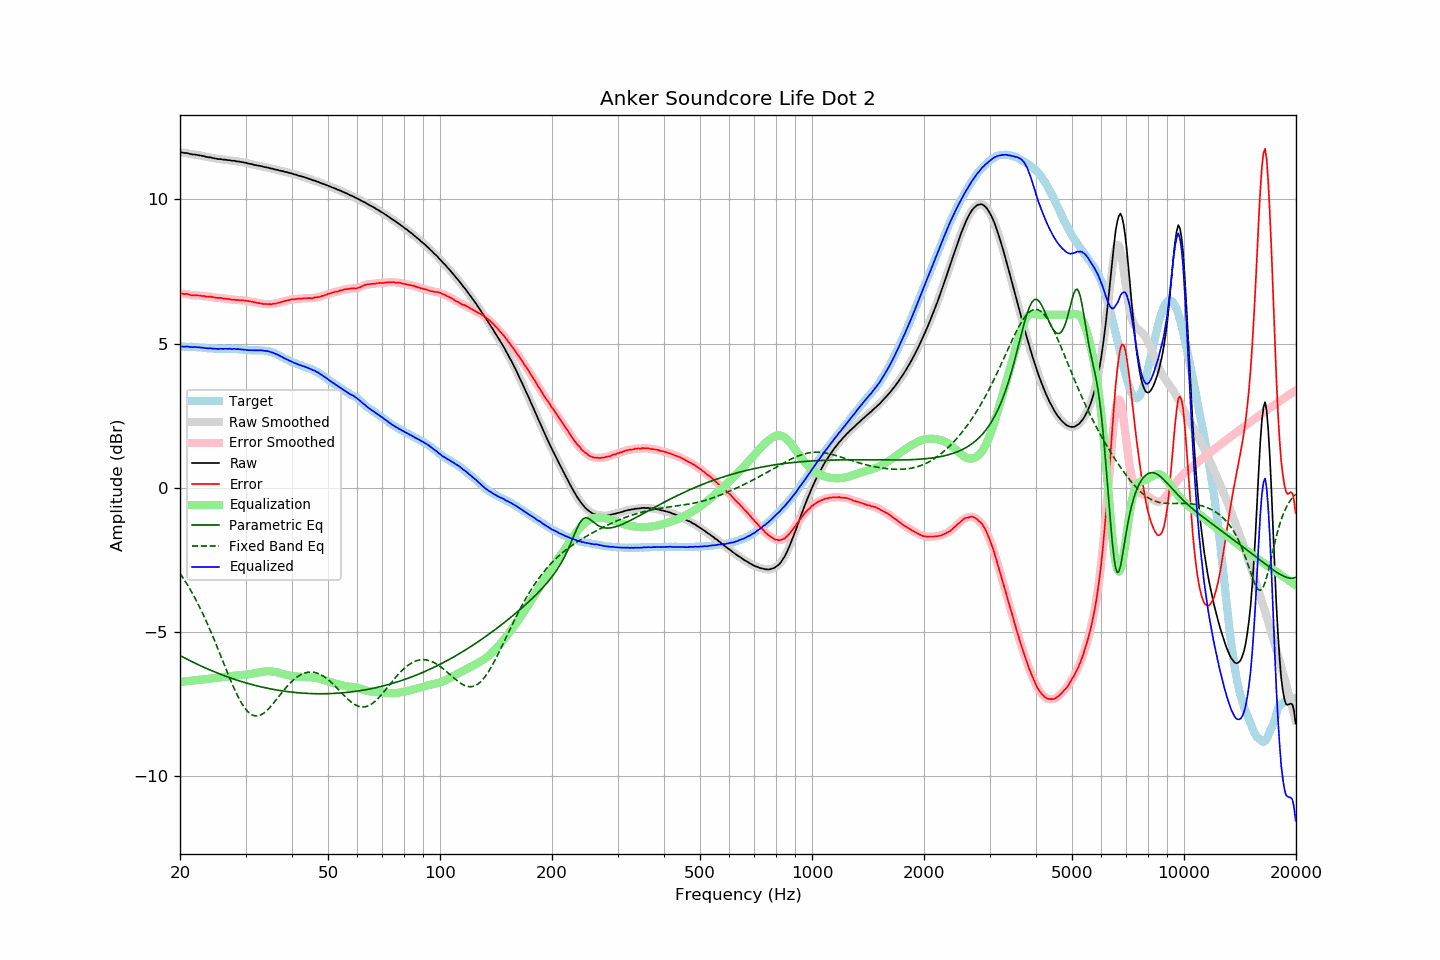 Anker Soundcore Life Dot 2
Amplitude (dBr)
10
5
0
−5
−10
Target
Raw Smoothed
Error Smoothed
Raw
Error
Equalization
Parametric Eq
Fixed Band Eq
Equalized
20 50 100 200 500 1000 2000 5000 10000 20000
Frequency (Hz)